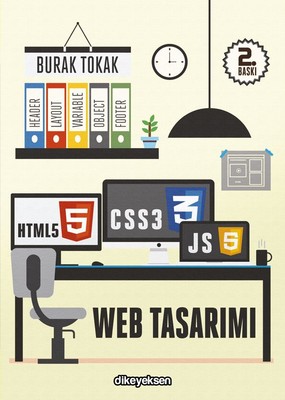 BURAK TOKAK
2.
BASKI
HEADER
LAYOUT
VARIABLE
OBJECT
FOOTER
HTML5
5
CSS3
3
JS
5
WEB TASARIMI
dikeyeksen